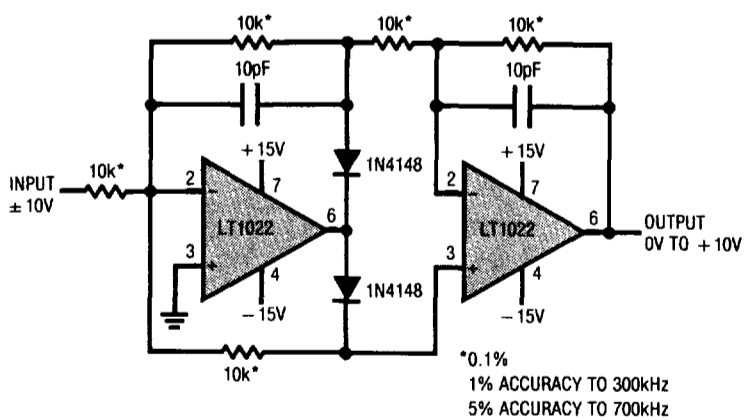 10k*
10k*
10k*
10pF
10pF
+15V
1N4148
+15V
INPUT
± 10V
10k*
2
-
7
LT1022
6
3
+
4
-15V
1N4148
2
-
7
LT1022
6
3
+
4
-15V
OUTPUT
0V TO +10V
10k*
*0.1%
1% ACCURACY TO 300kHz
5% ACCURACY TO 700kHz